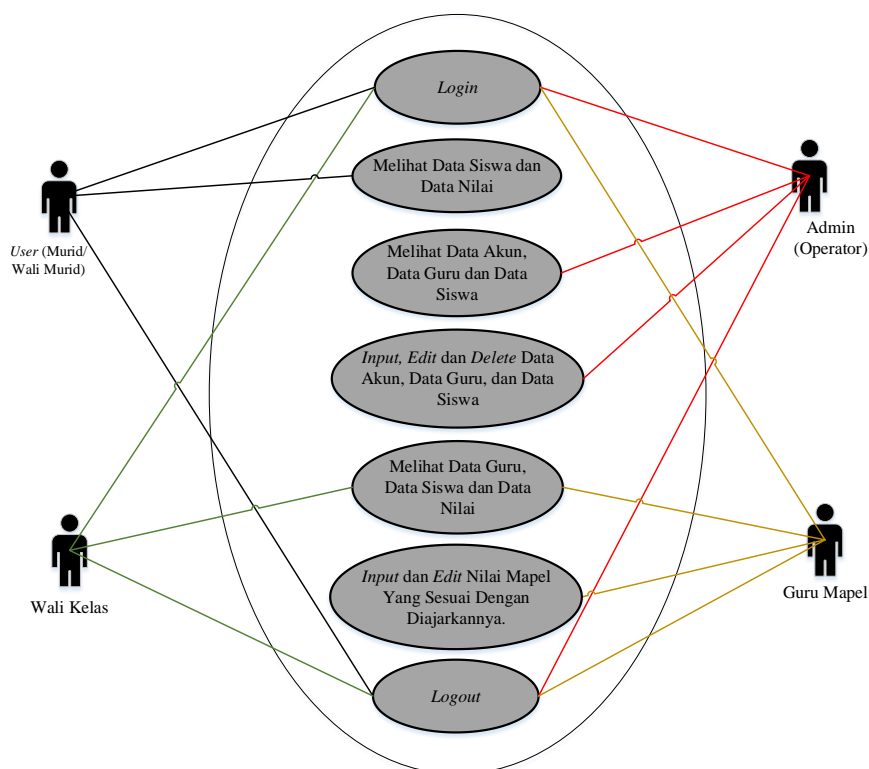 Login
Melihat Data Siswa dan
Data Nilai
User (Murid/
Wali Murid)
Admin
(Operator)
Melihat Data Akun,
Data Guru dan Data
Siswa
Input, Edit dan Delete Data
Akun, Data Guru, dan Data
Siswa
Melihat Data Guru,
Data Siswa dan Data
Nilai
Wali Kelas
Guru Mapel
Input dan Edit Nilai Mapel
Yang Sesuai Dengan
Diajarkannya.
Logout